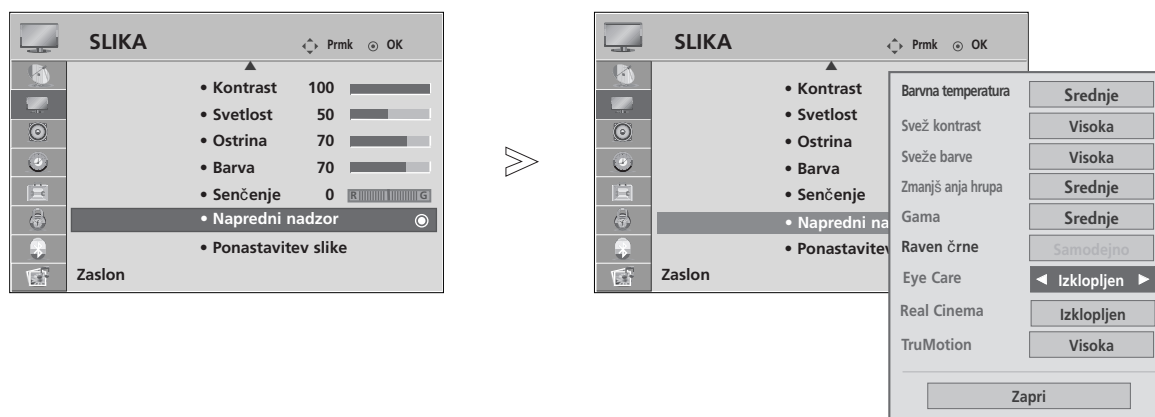 SLIKA Prmk OK
• Kontrast 100
• Svetlost 50
• Ostrina 70
• Barva 70
• Senčenje 0 R G
• Napredni nadzor
• Ponastavitev slike
Zaslon
SLIKA Prmk OK
• Kontrast
• Svetlost
• Ostrina
• Barva
• Senčenje
• Napredni na
• Ponastavitev
Zaslon
Barvna temperatura Srednje
Svež kontrast Visoka
Sveže barve Visoka
Zmanjš anja hrupa Srednje
Gama Srednje
Raven črne Samodejno
Eye Care ◄ Izklopljen ►
Real Cinema Izklopljen
TruMotion Visoka
Zapri